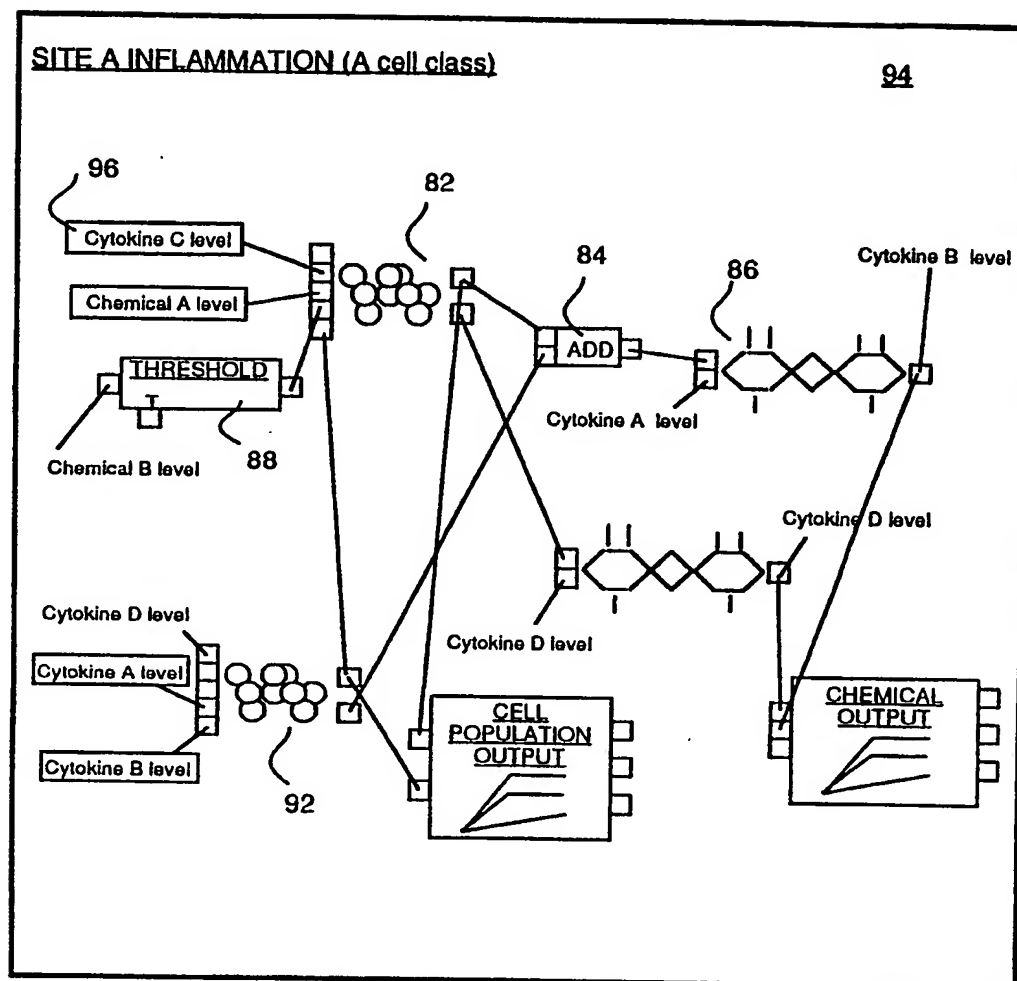 SITE A INFLAMMATION (A cell class)
94
96
82
Cytokine C level
84
86
Cytokine B level
Chemical A level
ADD
THRESHOLD
T
Cytokine A level
88
Chemical B level
Cytokine D level
Cytokine D level
Cytokine D level
Cytokine A level
Cytokine B level
92
CELL
POPULATION
OUTPUT
CHEMICAL
OUTPUT